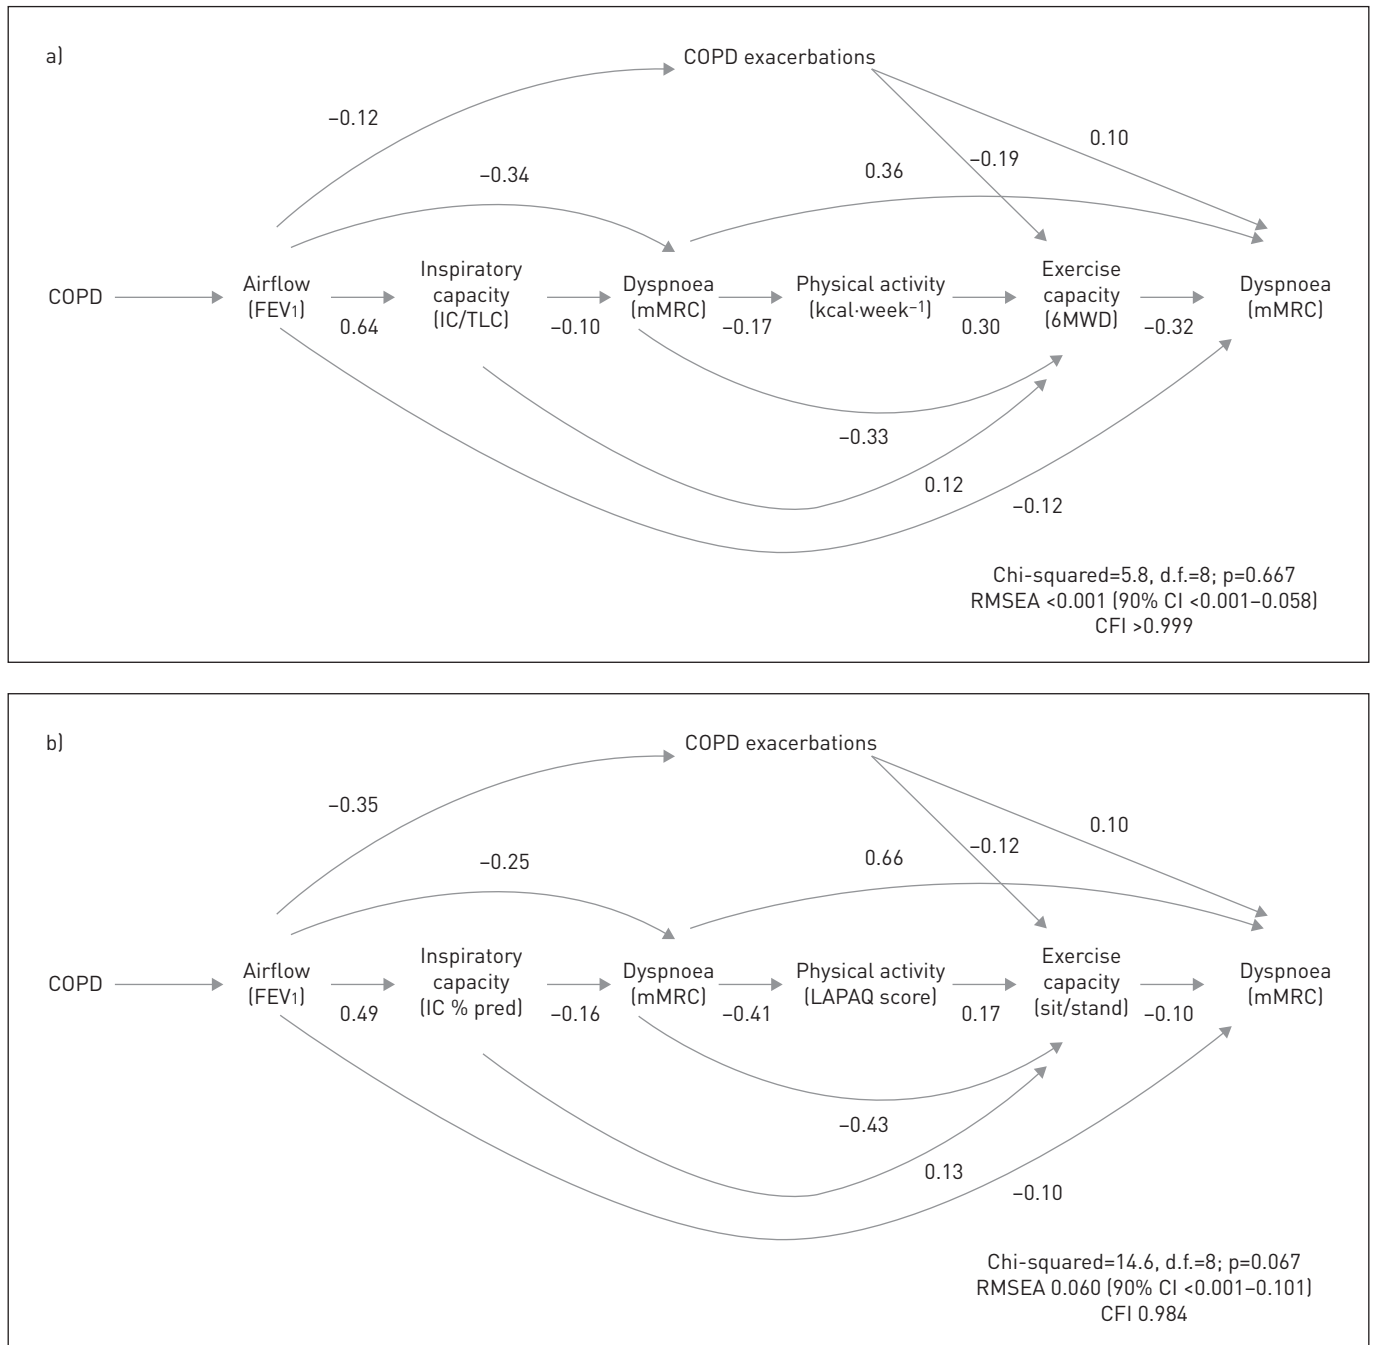 a)
COPD exacerbations
–0.12
0.10
–0.19
–0.34
0.36
COPD
Airflow
(FEV1)
0.64
Inspiratory
capacity
(IC/TLC)
–0.10
Dyspnoea
(mMRC)
–0.17
Physical activity
(kcal·week–1)
0.30
Exercise
capacity
(6MWD)
–0.32
Dyspnoea
(mMRC)
–0.33
0.12
–0.12
Chi-squared=5.8, d.f.=8; p=0.667
RMSEA <0.001 (90% CI <0.001–0.058)
CFI >0.999
b)
COPD exacerbations
–0.35
0.10
–0.12
–0.25
0.66
COPD
Airflow
(FEV1)
0.49
Inspiratory
capacity
(IC % pred)
–0.16
Dyspnoea
(mMRC)
–0.41
Physical activity
(LAPAQ score)
0.17
Exercise
capacity
(sit/stand)
–0.10
Dyspnoea
(mMRC)
–0.43
0.13
–0.10
Chi-squared=14.6, d.f.=8; p=0.067
RMSEA 0.060 (90% CI <0.001–0.101)
CFI 0.984